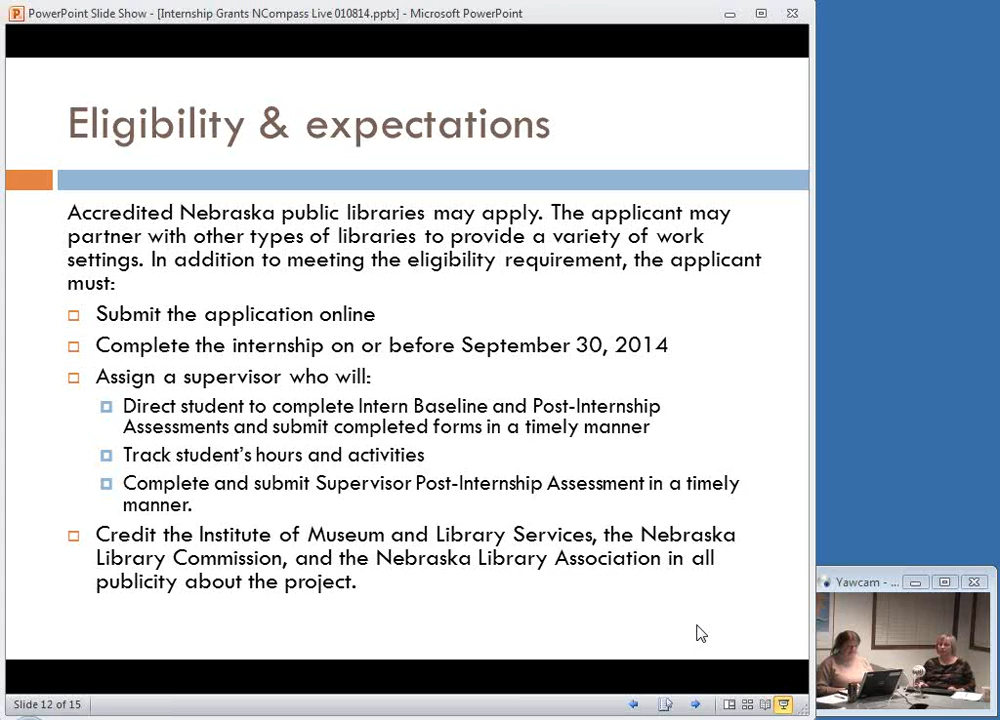 PowerPoint Slide Show - [Internship Grants NCompass Live 010814.pptx] - Microsoft PowerPoint
Eligibility & expectations
Accredited Nebraska public libraries may apply. The applicant may
partner with other types of libraries to provide a variety of work
settings. In addition to meeting the eligibility requirement, the applicant
must:
Submit the application online
Complete the internship on or before September 30, 2014
Assign a supervisor who will:
Direct student to complete Intern Baseline and Post-Internship
Assessments and submit completed forms in a timely manner
Track student's hours and activities
Complete and submit Supervisor Post-Internship Assessment in a timely
manner.
Credit the Institute of Museum and Library Services, the Nebraska
Library Commission, and the Nebraska Library Association in all
publicity about the project.
Yawcam - ...
Slide 12 of 15